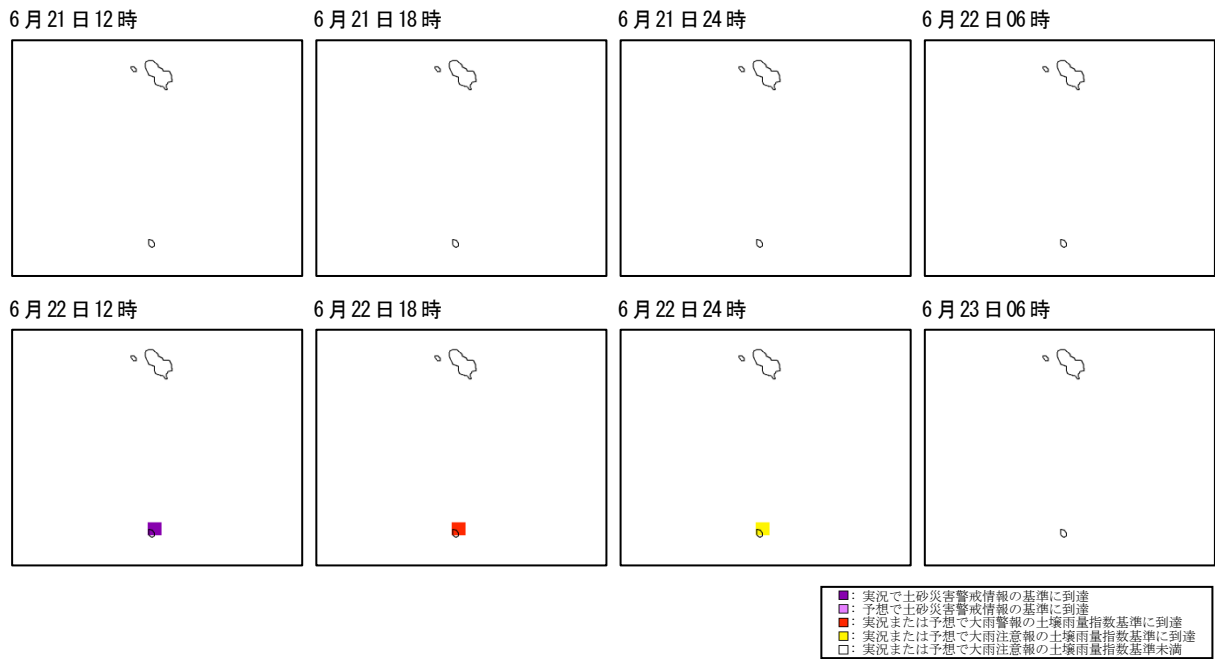 6月21日12時
6月21日18時
6月21日24時
6月22日06時
6月22日12時
6月22日18時
6月22日24時
6月23日06時
：実況で土砂災害警戒情報の基準に到達
：予想で土砂災害警戒情報の基準に到達
：実況または予想で大雨警報の土壌雨量指数基準に到達
：実況または予想で大雨注意報の土壌雨量指数基準に到達
：実況または予想で大雨注意報の土壌雨量指数基準未満